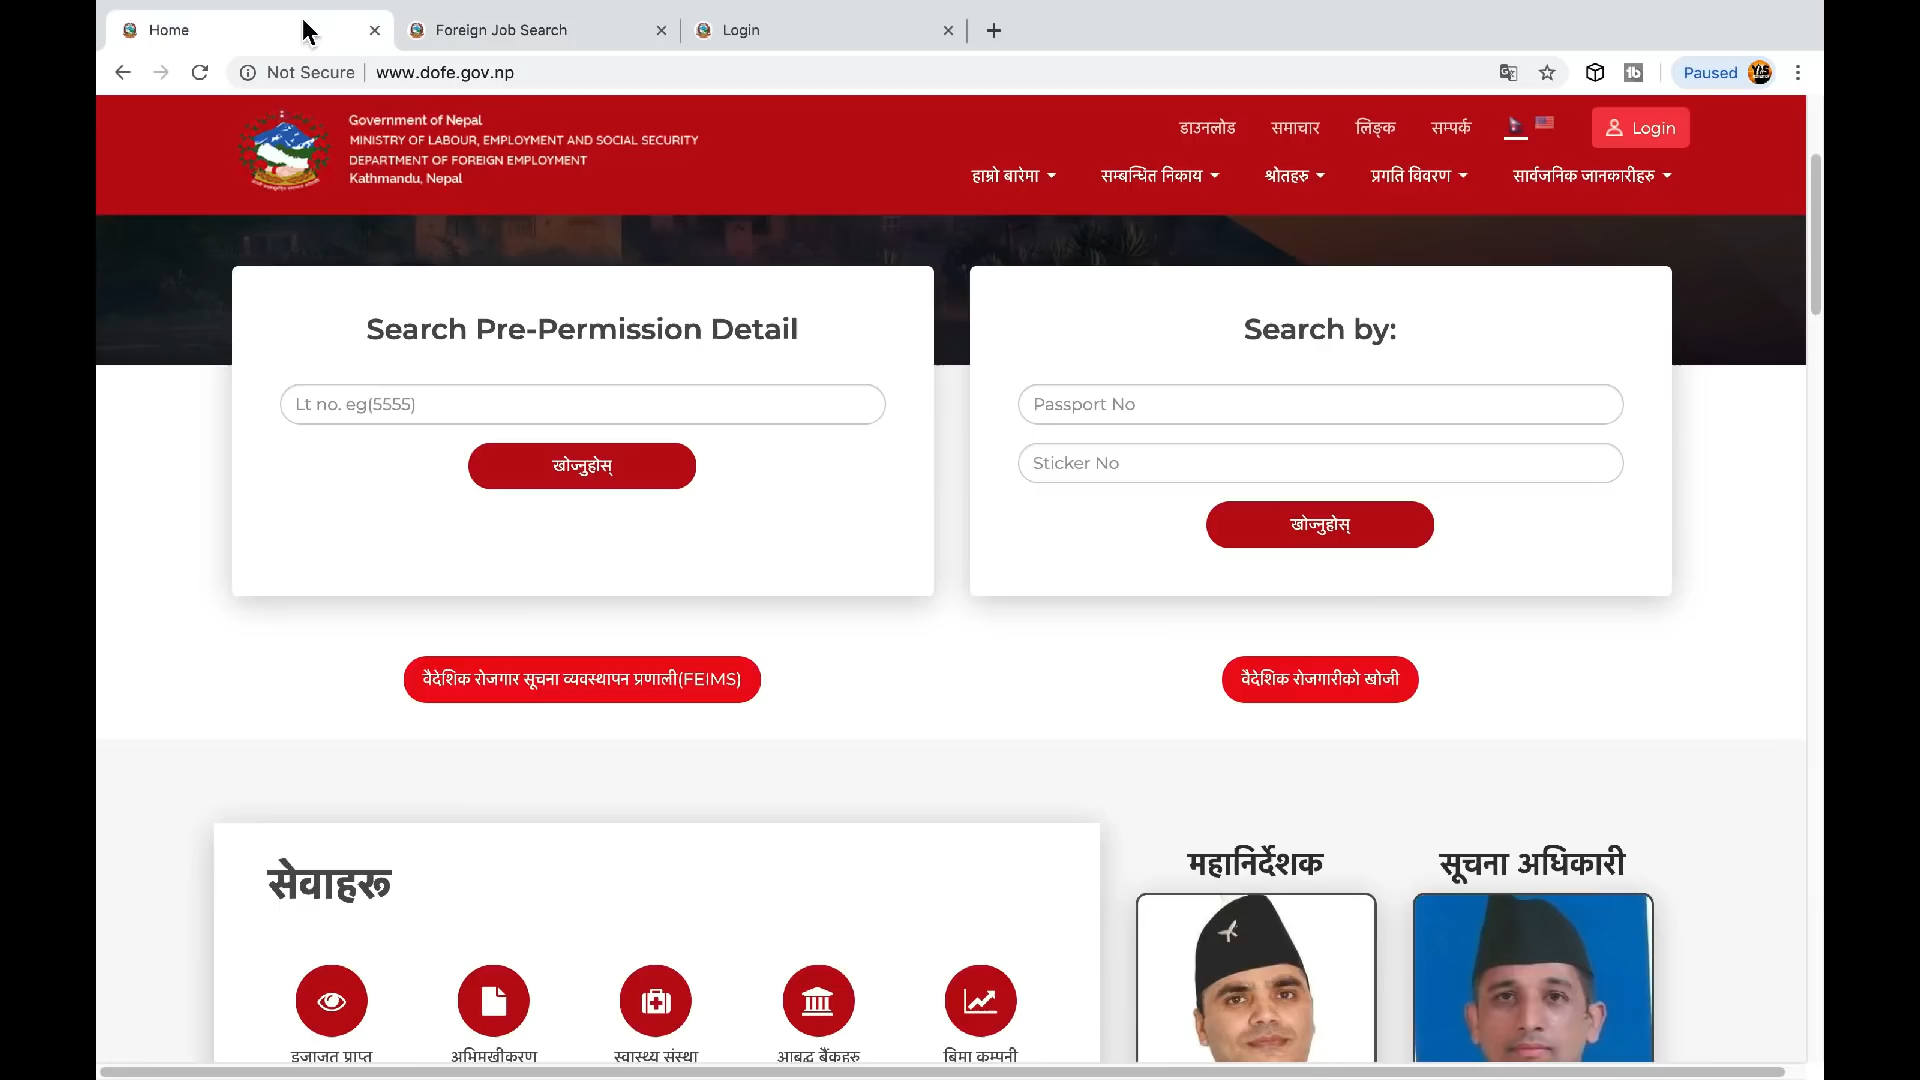 Home
Foreign Job Search
Login
Not Secure
www.dofe.gov.np
Paused
Government of Nepal
MINISTRY OF LABOUR, EMPLOYMENT AND SOCIAL SECURITY
DEPARTMENT OF FOREIGN EMPLOYMENT
Kathmandu, Nepal
डाउनलोड
समाचार
लिङ्क
सम्पर्क
Login
हाम्रो बारेमा
सम्बन्धित निकाय
श्रोतहरु
प्रगति विवरण
सार्वजनिक जानकारीहरु
Search Pre-Permission Detail
Lt no. eg(5555)
खोज्नुहोस्
Search by:
Passport No
Sticker No
खोज्नुहोस्
वैदेशिक रोजगार सूचना व्यवस्थापन प्रणाली(FEIMS)
वैदेशिक रोजगारीको खोजी
सेवाहरू
इजाजत प्राप्त
अभिमुखीकरण
स्वास्थ्य संस्था
आबद्ध बैंकहरु
बिमा कम्पनी
महानिर्देशक
सूचना अधिकारी